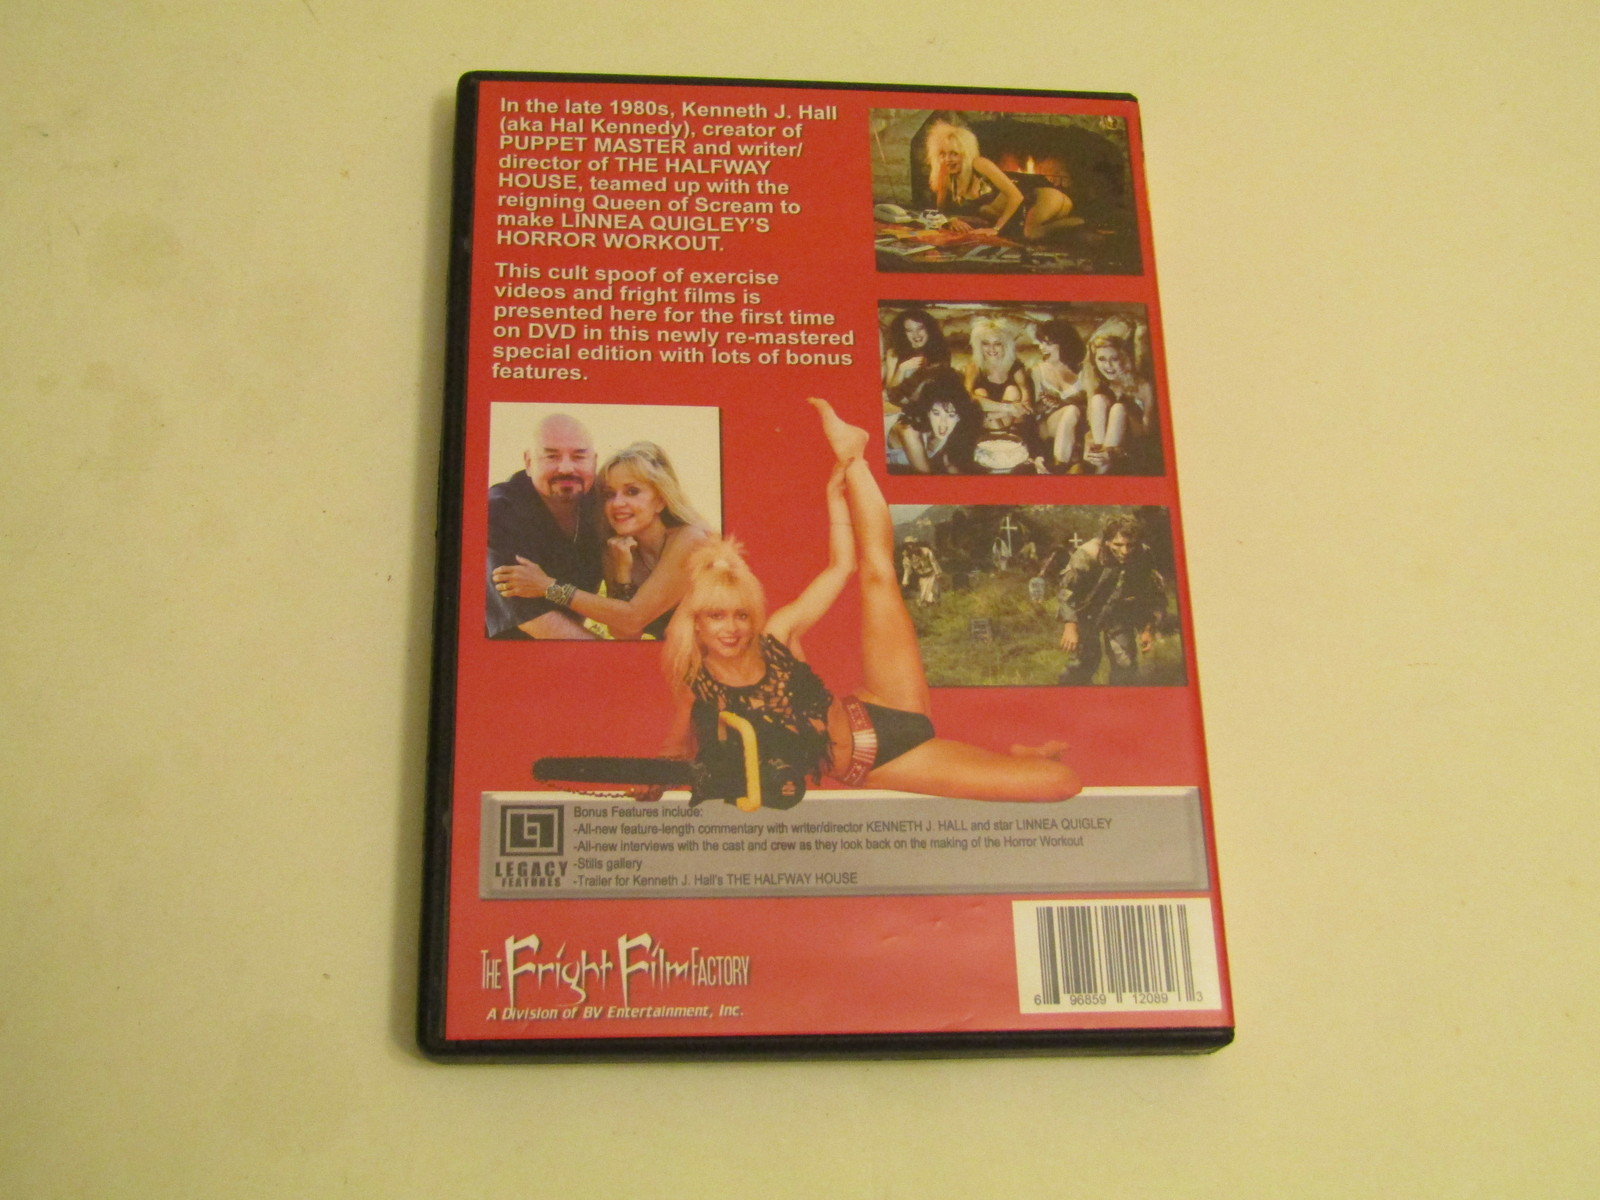 In the late 1980s, Kenneth J. Hall
(aka Hal Kennedy), creator of
PUPPET MASTER and writer/
director of THE HALFWAY
HOUSE, teamed up with the
reigning Queen of Scream to
make LINNEA QUIGLEY'S
HORROR WORKOUT.
This cult spoof of exercise
videos and fright films is
presented here for the first time
on DVD in this newly re-mastered
special edition with lots of bonus
features.
LEGACY
FEATURES
Bonus Features include:
-All-new feature-length commentary with writer/director KENNETH J. HALL and star LINNEA QUIGLEY
-All-new interviews with the cast and crew as they look back on the making of the Horror Workout
-Stills gallery
-Trailer for Kenneth J. Hall's THE HALFWAY HOUSE
THE Fright Film FACTORY
A Division of BV Entertainment, Inc.
6 96859 12089 3